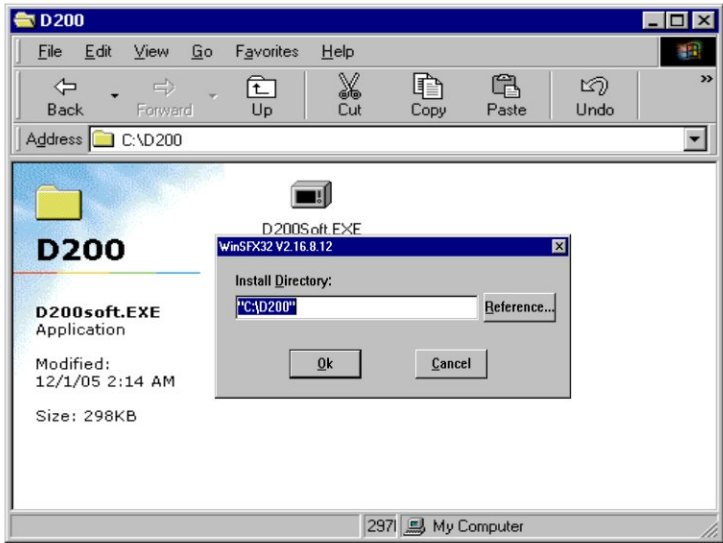 D200
File Edit View Go Favorites Help
Back Forward Up Cut Copy Paste Undo »
Address C:\D200
D200Soft.EXE
D200
D200soft.EXE
Application
Modified:
12/1/05 2:14 AM
Size: 298KB
WinSFX32 V2.16.8.12
Install Directory:
"C:\D200"
Reference...
Ok Cancel
My Computer